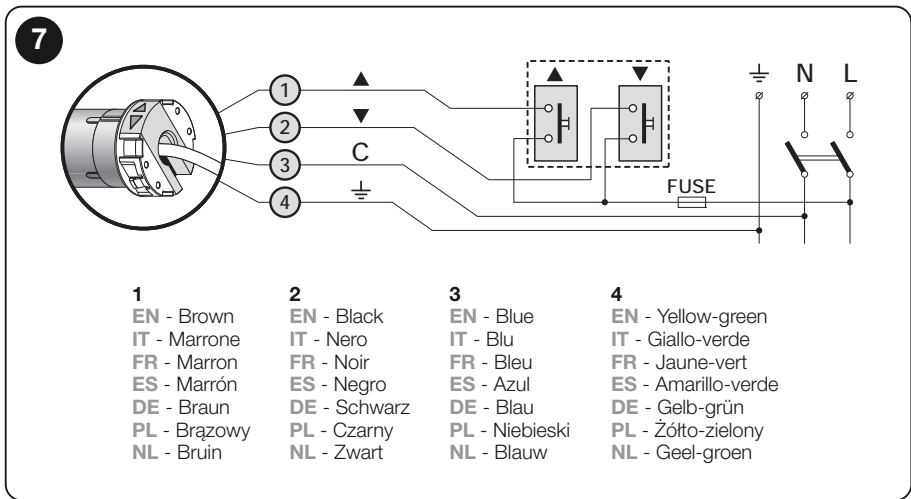 7
N L
1
2
C
3
4
FUSE
1
EN - Brown
IT - Marrone
FR - Marron
ES - Marrón
DE - Braun
PL - Brązowy
NL - Bruin
2
EN - Black
IT - Nero
FR - Noir
ES - Negro
DE - Schwarz
PL - Czarny
NL - Zwart
3
EN - Blue
IT - Blu
FR - Bleu
ES - Azul
DE - Blau
PL - Niebieski
NL - Blauw
4
EN - Yellow-green
IT - Giallo-verde
FR - Jaune-vert
ES - Amarillo-verde
DE - Gelb-grün
PL - Żółto-zielony
NL - Geel-groen